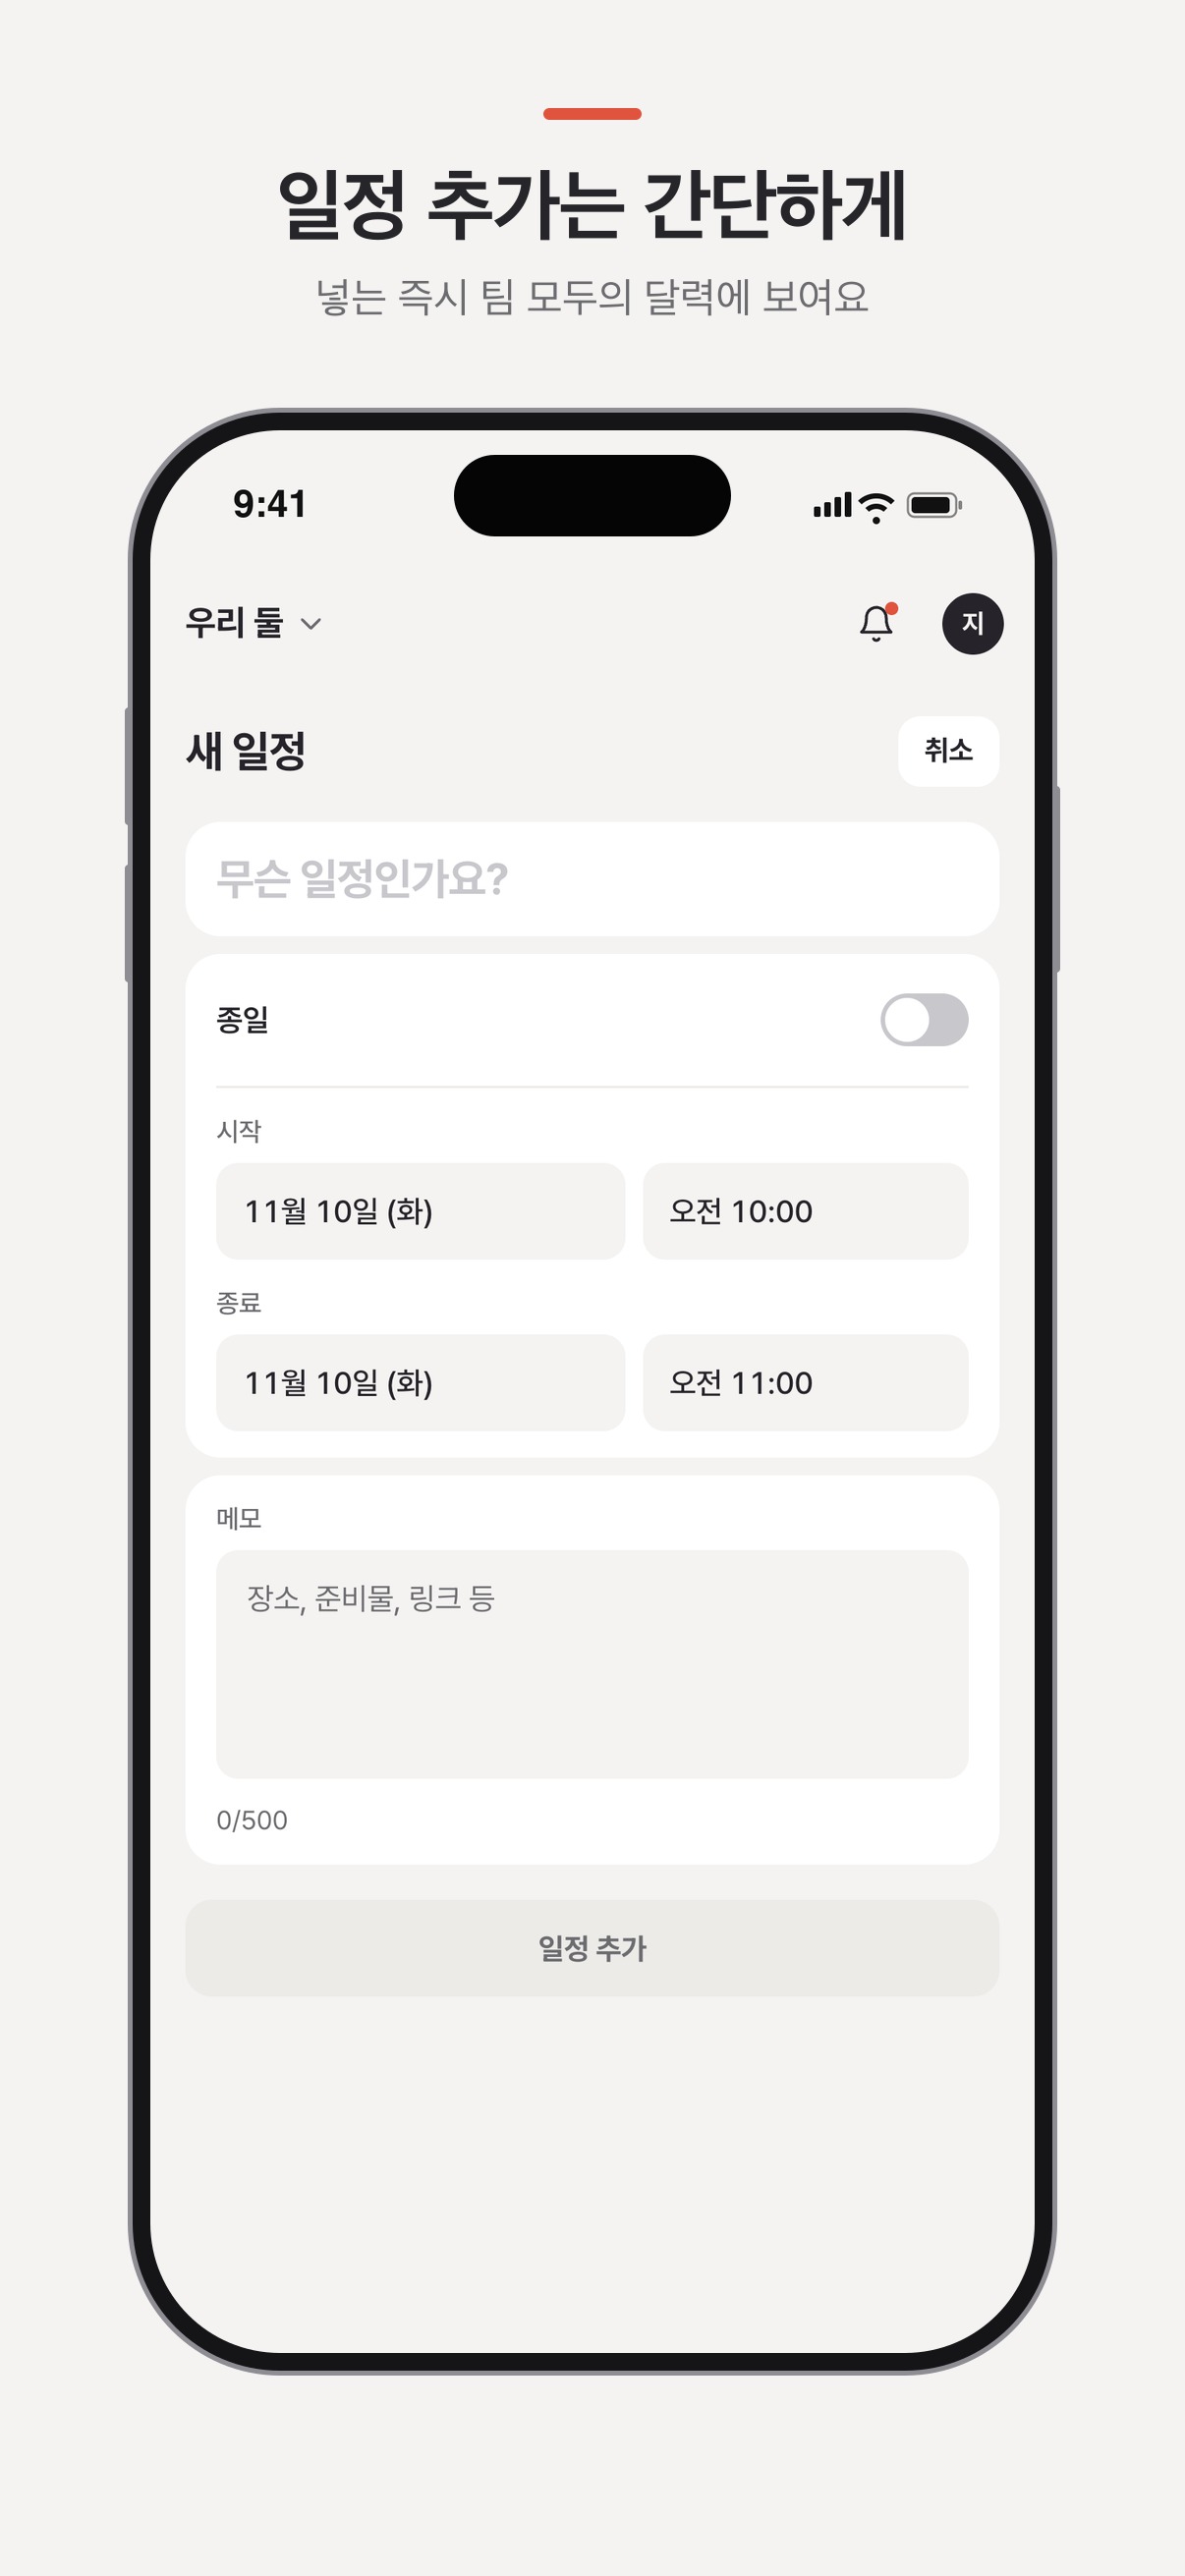 일정 추가는 간단하게
넣는 즉시 팀 모두의 달력에 보여요
9:41
우리 둘
지
새 일정
취소
무슨 일정인가요?
종일
시작
11월 10일 (화)
오전 10:00
종료
11월 10일 (화)
오전 11:00
메모
장소, 준비물, 링크 등
0/500
일정 추가